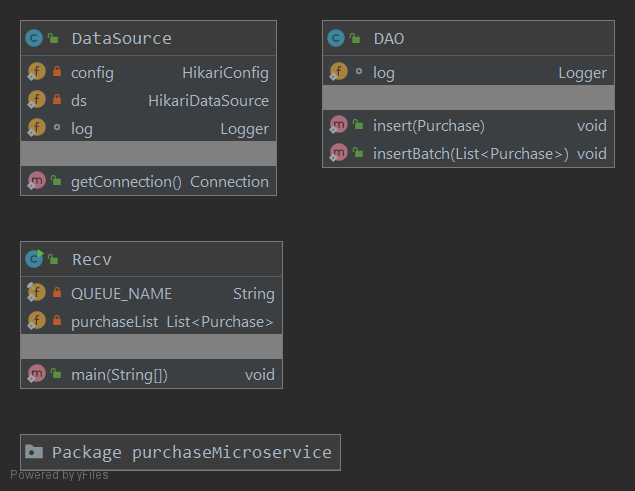 DataSource
config HikariConfig
ds HikariDataSource
log Logger
getConnection() Connection
DAO
log Logger
insert(Purchase) void
insertBatch(List<Purchase>) void
Recv
QUEUE_NAME String
purchaseList List<Purchase>
main(String[]) void
Package purchaseMicroservice
Powered by yFiles